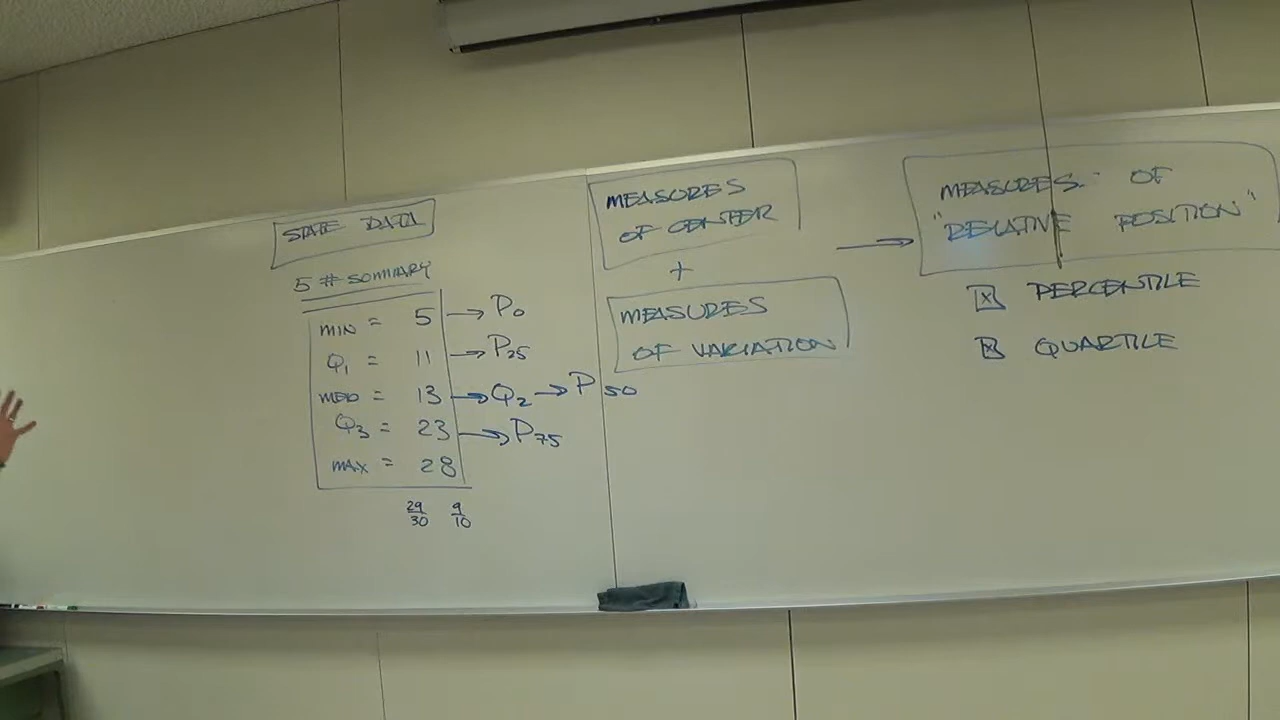 STATE DATA
5 # SUMMARY
MIN = 5 → P0
Q1 = 11 → P25
MED = 13 → Q2 → P50
Q3 = 23 → P75
MAX = 28
29/30 9/10
MEASURES
OF CENTER
+
MEASURES
OF VARIATION
→
MEASURES OF
"RELATIVE POSITION"
☒ PERCENTILE
☒ QUARTILE